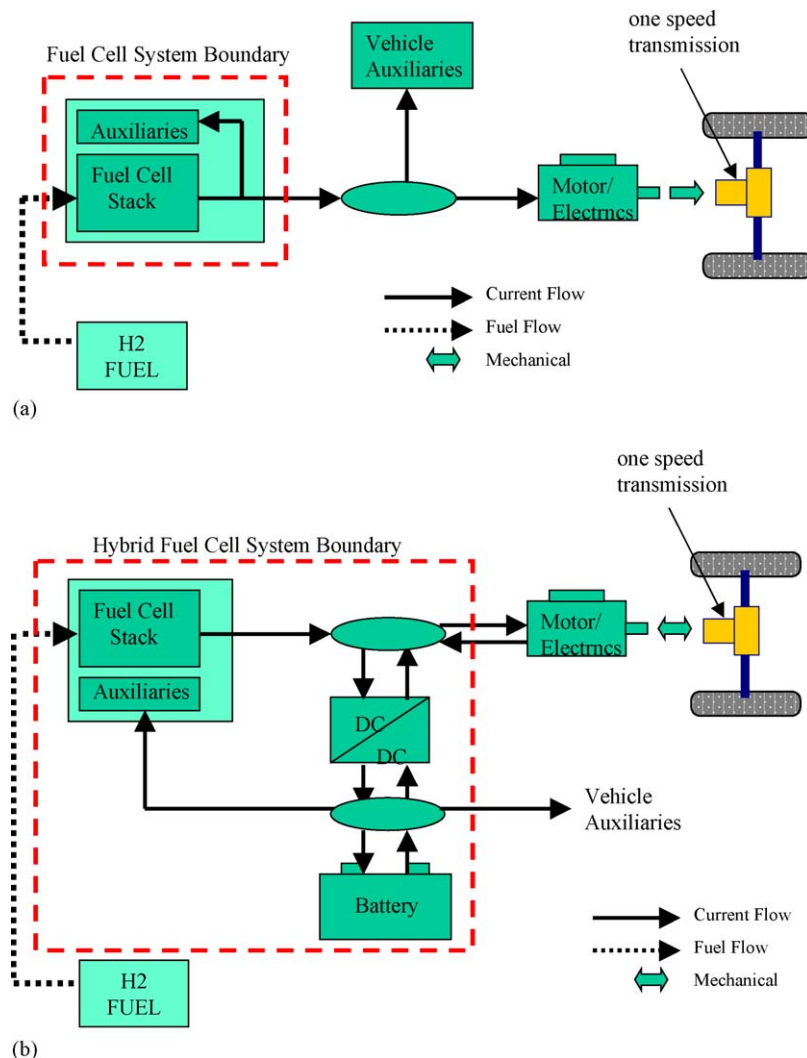 one speed
transmission
Fuel Cell System Boundary
Vehicle
Auxiliaries
Auxiliaries
Fuel Cell
Stack
Motor/
Electrncs
Current Flow
Fuel Flow
Mechanical
H2
FUEL
(a)
one speed
transmission
Hybrid Fuel Cell System Boundary
Fuel Cell
Stack
Motor/
Electrncs
Auxiliaries
DC
DC
Vehicle
Auxiliaries
Battery
Current Flow
Fuel Flow
Mechanical
H2
FUEL
(b)